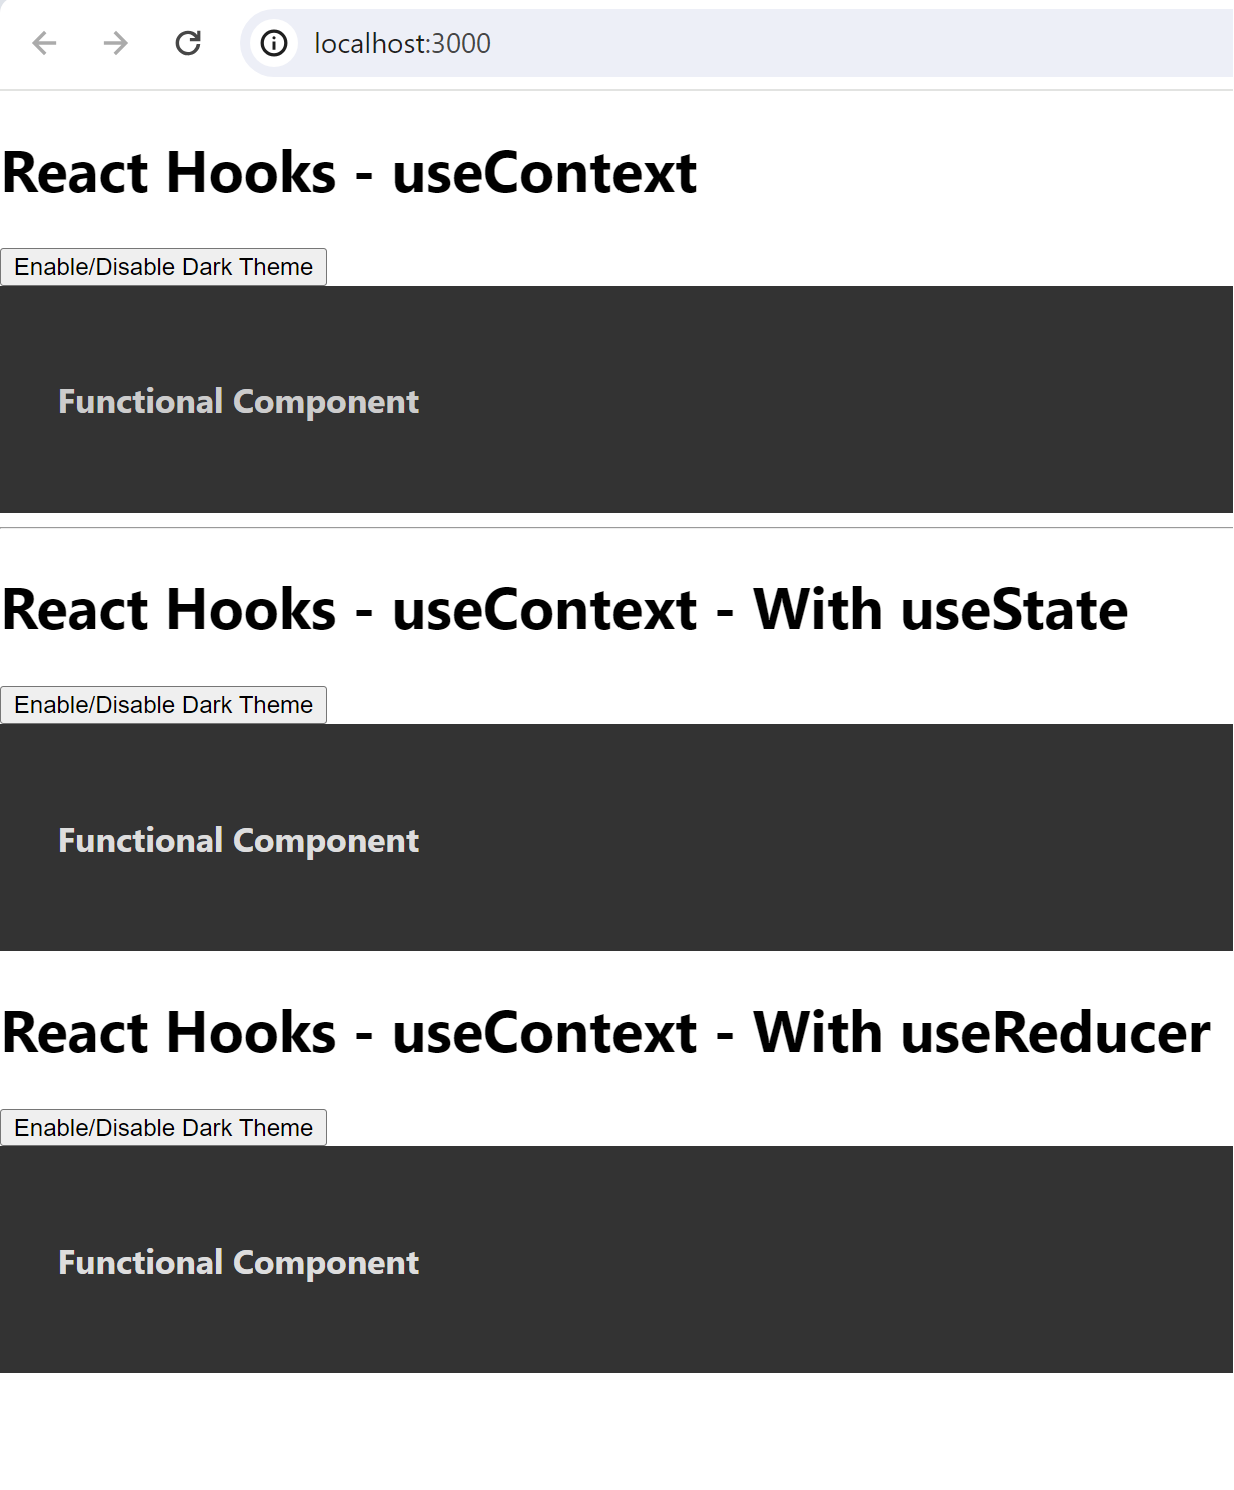 localhost:3000
React Hooks - useContext
Enable/Disable Dark Theme
Functional Component
React Hooks - useContext - With useState
Enable/Disable Dark Theme
Functional Component
React Hooks - useContext - With useReducer
Enable/Disable Dark Theme
Functional Component